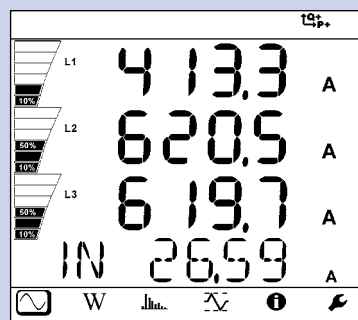 Q+
P+
L1 413.3 A
10%
L2 620.5 A
50%
10%
L3 619.7 A
50%
10%
IN 26.59 A
W
i